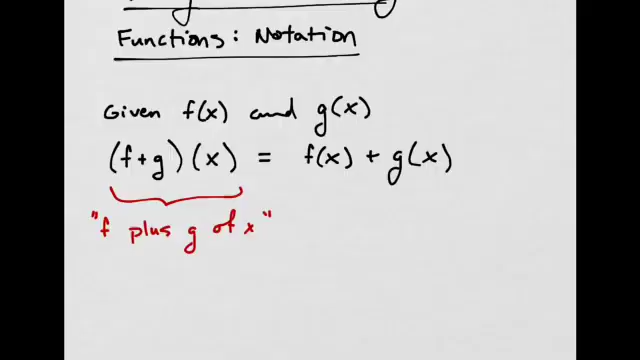 Functions: Notation
Given f(x) and g(x)
(f+g)(x) = f(x) + g(x)
"f plus g of x"